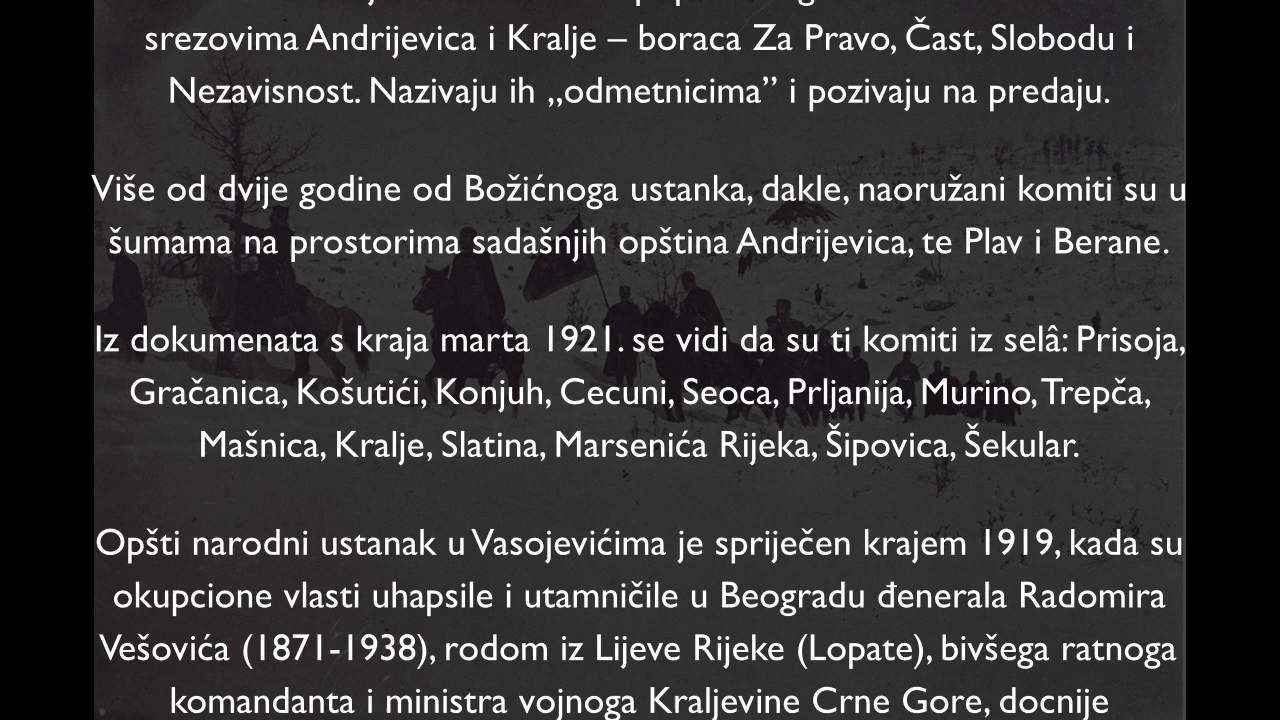 srezovima Andrijevica i Kralje – boraca Za Pravo, Čast, Slobodu i
Nezavisnost. Nazivaju ih „odmetnicima” i pozivaju na predaju.
Više od dvije godine od Božićnoga ustanka, dakle, naoružani komiti su u
šumama na prostorima sadašnjih opština Andrijevica, te Plav i Berane.
Iz dokumenata s kraja marta 1921. se vidi da su ti komiti iz selâ: Prisoja,
Gračanica, Košutići, Konjuh, Cecuni, Seoca, Prljanija, Murino, Trepča,
Mašnica, Kralje, Slatina, Marsenića Rijeka, Šipovica, Šekular.
Opšti narodni ustanak u Vasojevićima je spriječen krajem 1919, kada su
okupcione vlasti uhapsile i utamničile u Beogradu đenerala Radomira
Vešovića (1871-1938), rodom iz Lijeve Rijeke (Lopate), bivšega ratnoga
komandanta i ministra vojnoga Kraljevine Crne Gore, docnije